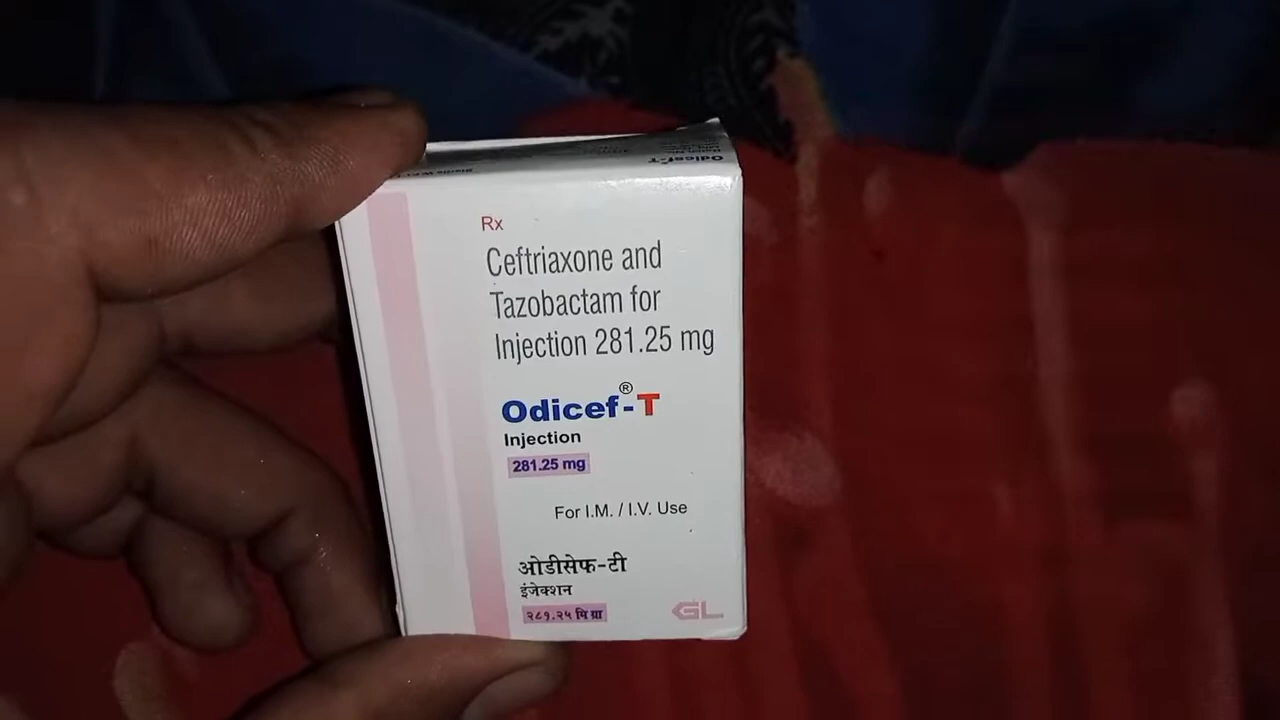 Odicef-T
Rx
Ceftriaxone and
Tazobactam for
Injection 281.25 mg
Odicef®-T
Injection
281.25 mg
For I.M. / I.V. Use
ओडीसेफ-टी
इंजेक्शन
२८१.२५ मि ग्रा
GL